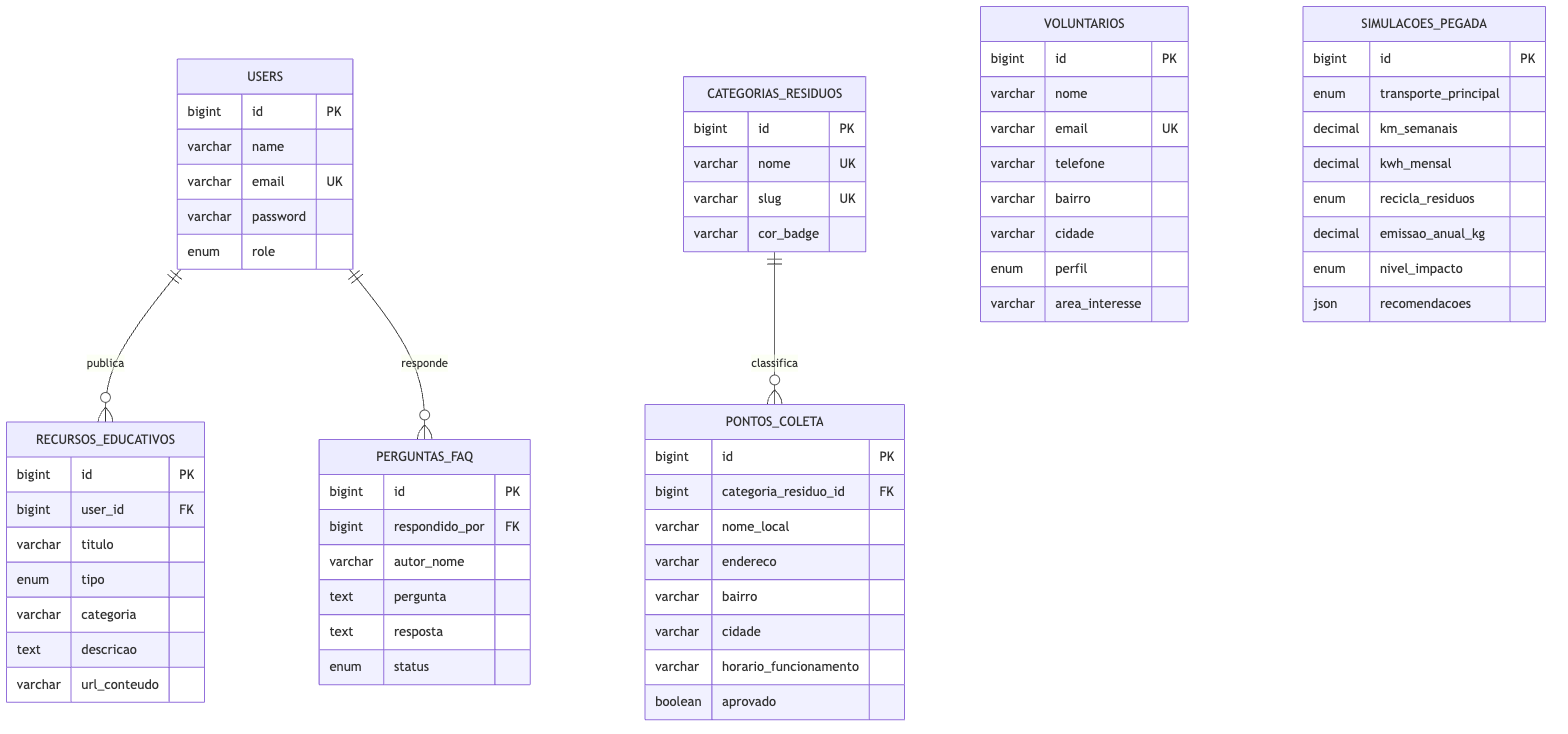 USERS
bigint id PK
varchar name
varchar email UK
varchar password
enum role
publica
responde
RECURSOS_EDUCATIVOS
bigint id PK
bigint user_id FK
varchar titulo
enum tipo
varchar categoria
text descricao
varchar url_conteudo
PERGUNTAS_FAQ
bigint id PK
bigint respondido_por FK
varchar autor_nome
text pergunta
text resposta
enum status
CATEGORIAS_RESIDUOS
bigint id PK
varchar nome UK
varchar slug UK
varchar cor_badge
classifica
PONTOS_COLETA
bigint id PK
bigint categoria_residuo_id FK
varchar nome_local
varchar endereco
varchar bairro
varchar cidade
varchar horario_funcionamento
boolean aprovado
VOLUNTARIOS
bigint id PK
varchar nome
varchar email UK
varchar telefone
varchar bairro
varchar cidade
enum perfil
varchar area_interesse
SIMULACOES_PEGADA
bigint id PK
enum transporte_principal
decimal km_semanais
decimal kwh_mensal
enum recicla_residuos
decimal emissao_anual_kg
enum nivel_impacto
json recomendacoes